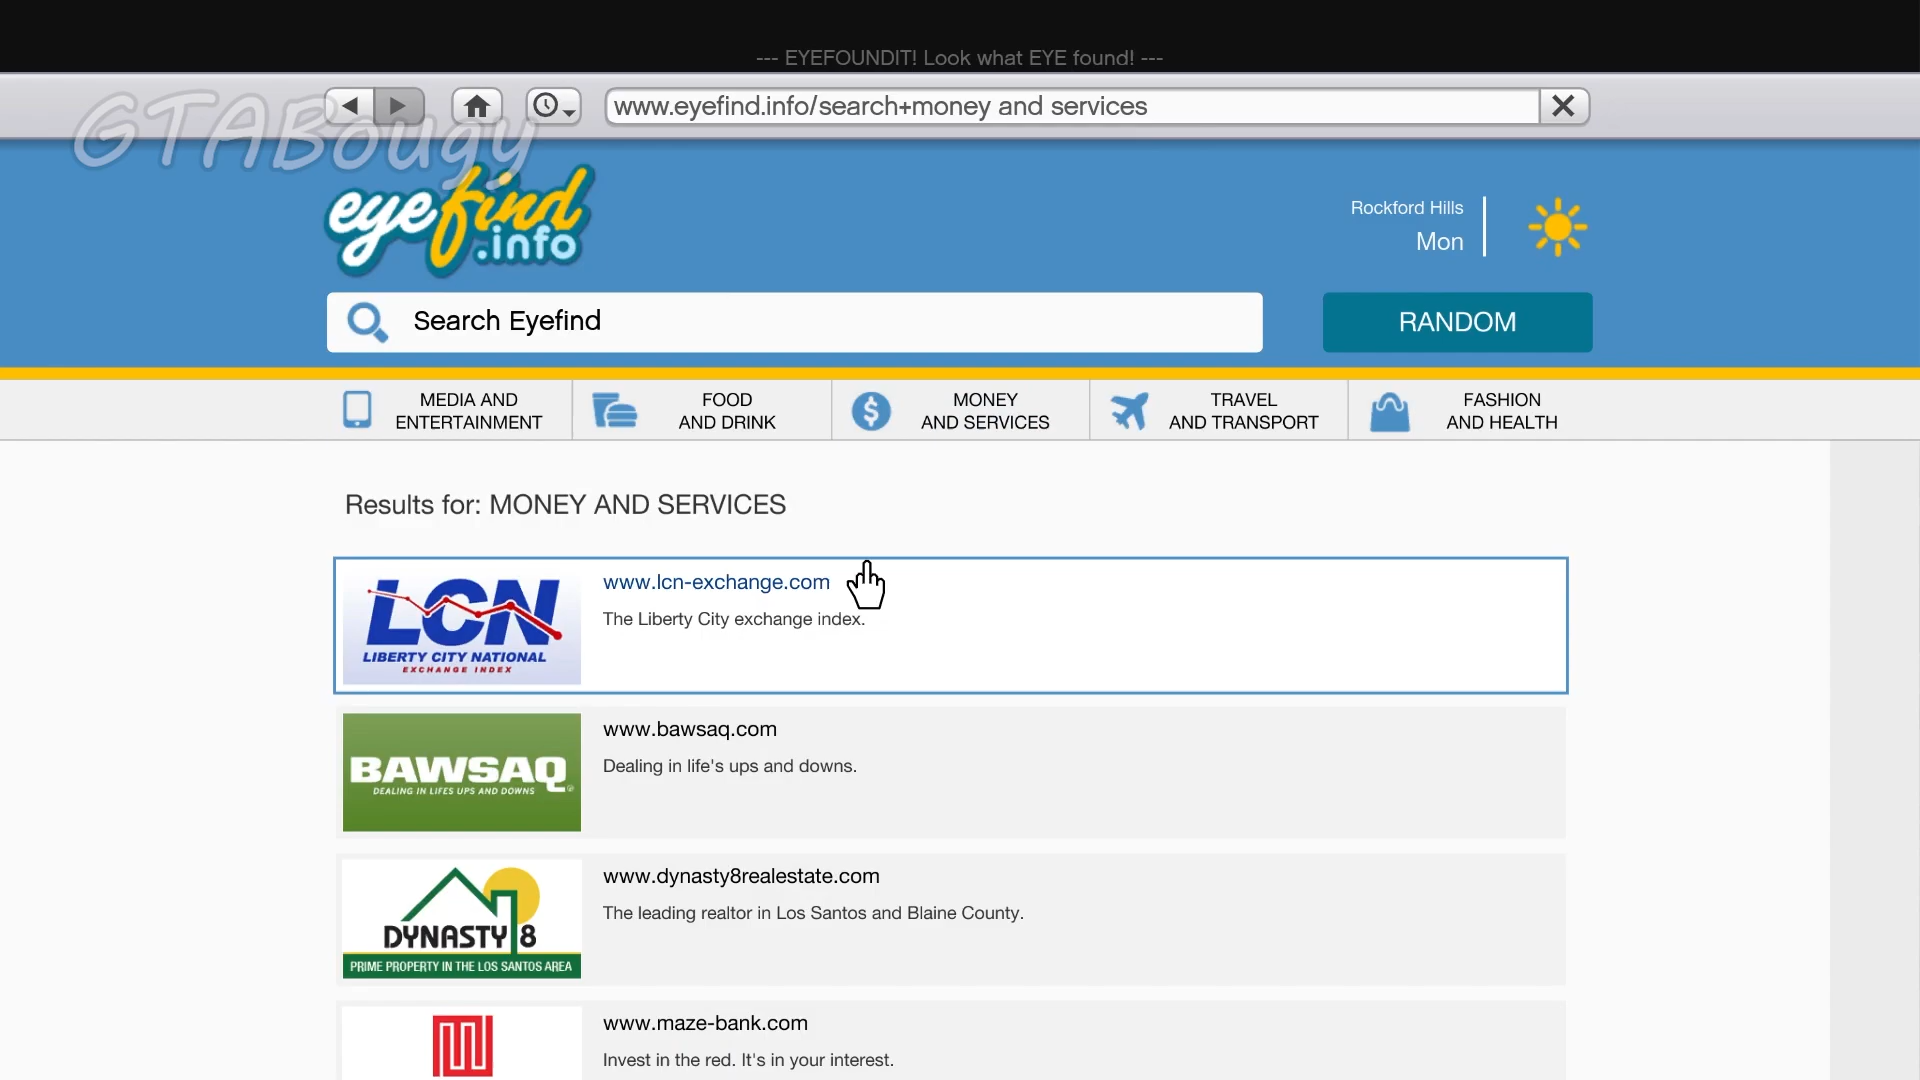 --- EYEFOUNDIT! Look what EYE found! ---
www.eyefind.info/search+money and services
GTABougy
eyefind
.info
Rockford Hills
Mon
Search Eyefind
RANDOM
MEDIA AND
ENTERTAINMENT
FOOD
AND DRINK
MONEY
AND SERVICES
TRAVEL
AND TRANSPORT
FASHION
AND HEALTH
Results for: MONEY AND SERVICES
LCN
LIBERTY CITY NATIONAL
EXCHANGE INDEX
www.lcn-exchange.com
The Liberty City exchange index.
BAWSAQ
DEALING IN LIFES UPS AND DOWNS
www.bawsaq.com
Dealing in life's ups and downs.
DYNASTY 8
PRIME PROPERTY IN THE LOS SANTOS AREA
www.dynasty8realestate.com
The leading realtor in Los Santos and Blaine County.
www.maze-bank.com
Invest in the red. It's in your interest.